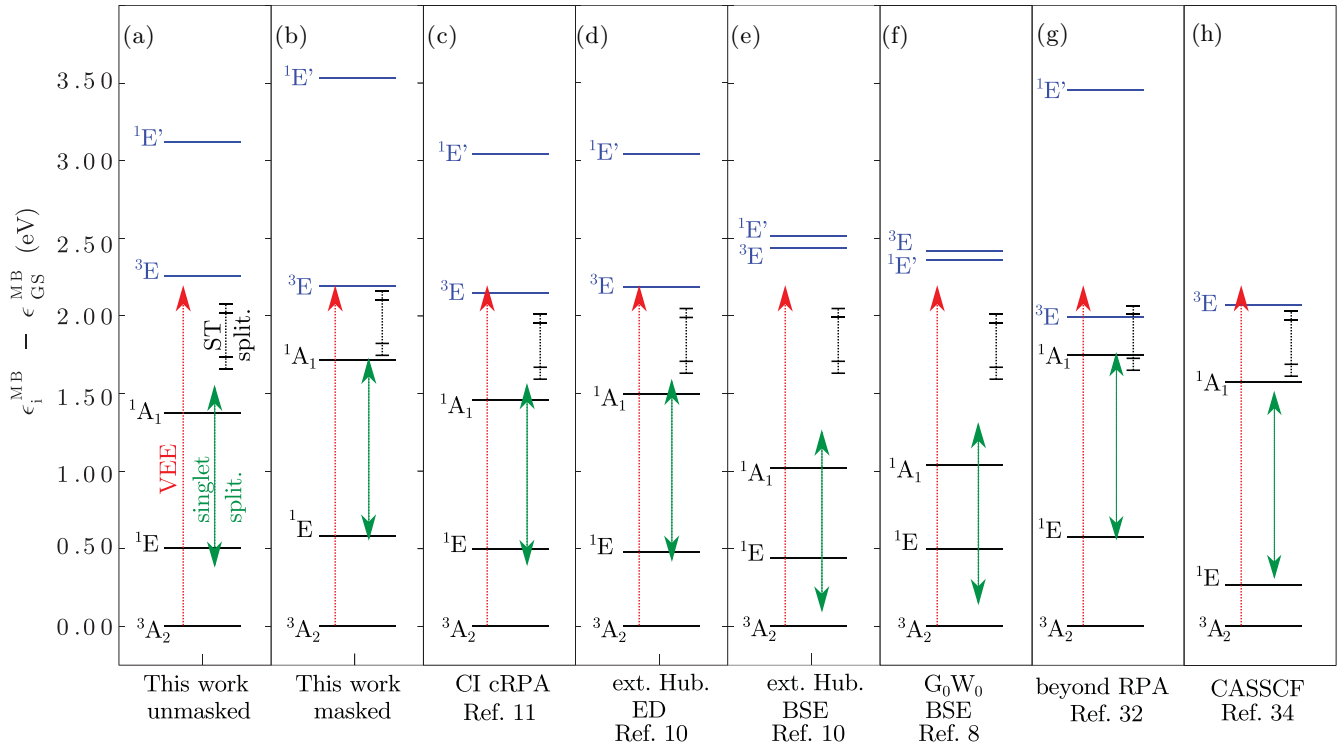 (a) (b) (c) (d) (e) (f) (g) (h)
ϵ_i^MB − ϵ_GS^MB (eV)
3.50
3.00
2.50
2.00
1.50
1.00
0.50
0.00
¹E’
³E
ST split.
¹A₁
VEE
singlet split.
¹E
³A₂
This work
unmasked
¹E’
³E
¹A₁
¹E
³A₂
This work
masked
¹E’
³E
¹A₁
¹E
³A₂
CI cRPA
Ref. 11
¹E’
³E
¹A₁
¹E
³A₂
ext. Hub.
ED
Ref. 10
¹E’
³E
¹A₁
¹E
³A₂
ext. Hub.
BSE
Ref. 10
³E
¹E’
¹A₁
¹E
³A₂
G₀W₀
BSE
Ref. 8
¹E’
³E
¹A₁
¹E
³A₂
beyond RPA
Ref. 32
³E
¹A₁
¹E
³A₂
CASSCF
Ref. 34